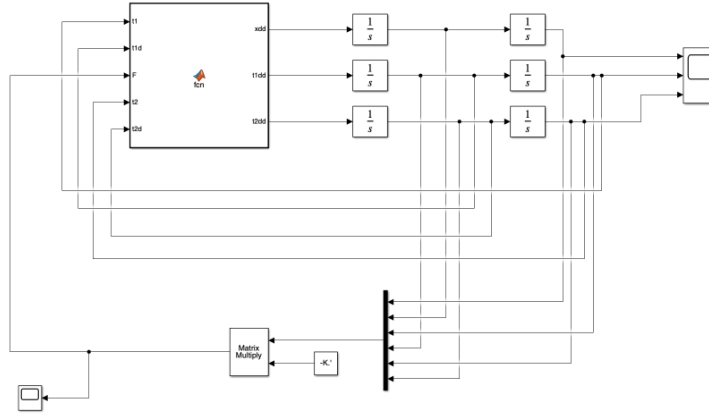 t1
t1d
F
t2
t2d
fcn
xdd
t1dd
t2dd
1
s
1
s
1
s
1
s
1
s
1
s
Matrix
Multiply
-K.'